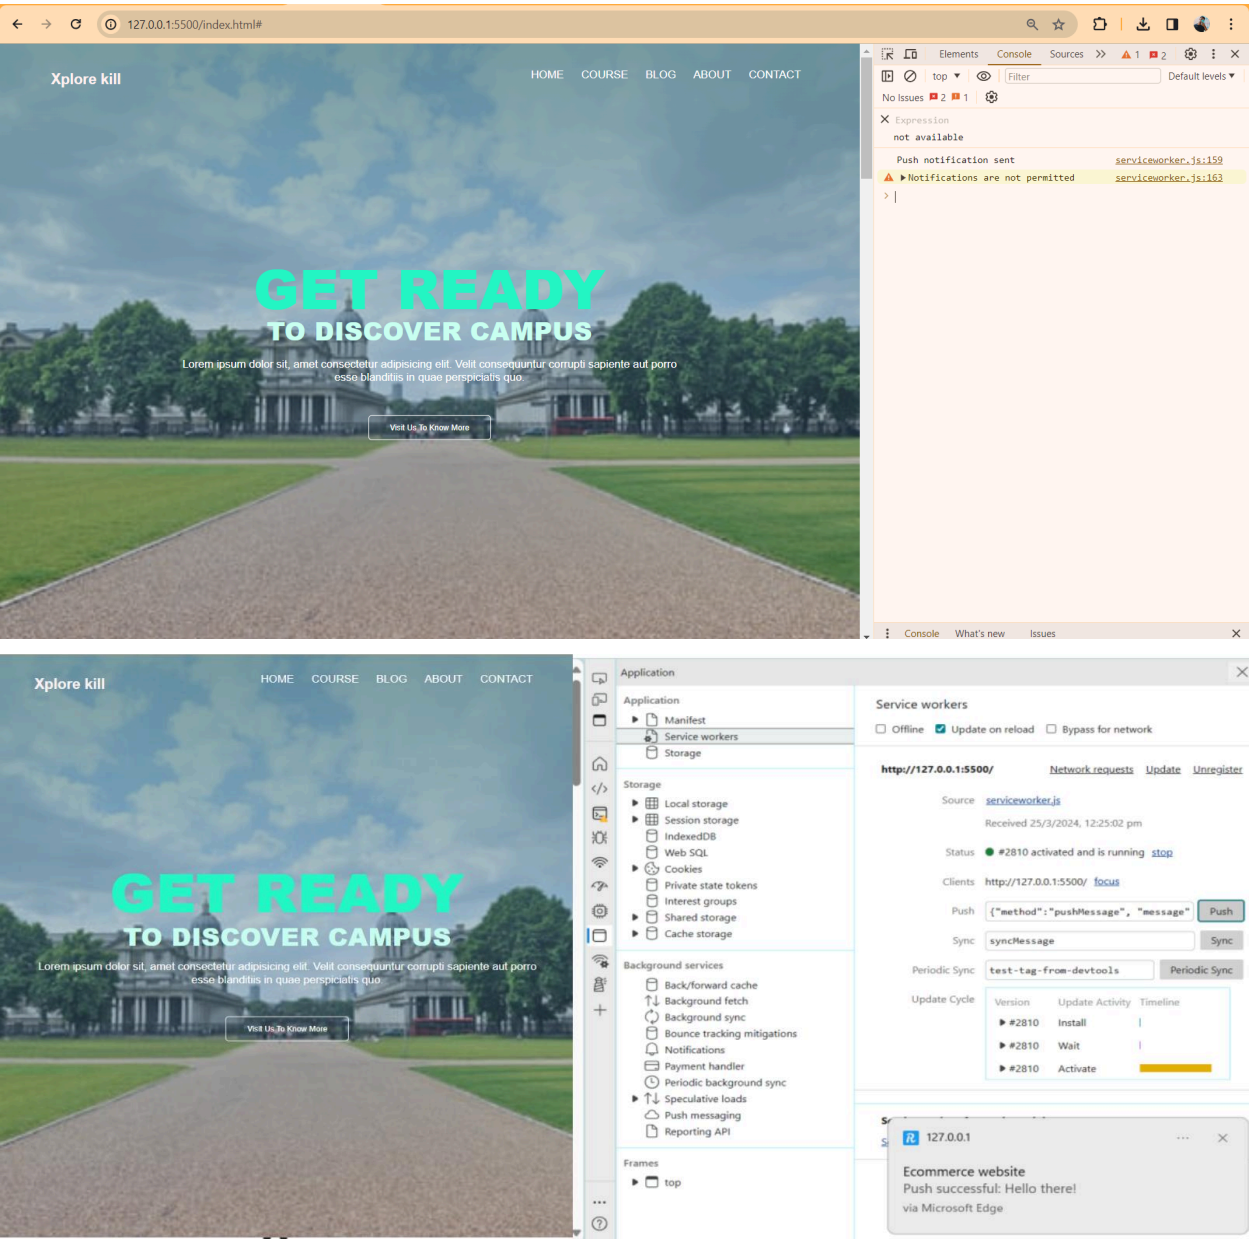 127.0.0.1:5500/index.html#
Xplore kill
HOME COURSE BLOG ABOUT CONTACT
GET READY
TO DISCOVER CAMPUS
Lorem ipsum dolor sit, amet consectetur adipisicing elit. Velit consequuntur corrupti sapiente aut porro
esse blanditiis in quae perspiciatis quo.
Visit Us To Know More
Elements Console Sources 1 2
top Filter Default levels
No Issues 2 1
Expression
not available
Push notification sent serviceworker.js:159
Notifications are not permitted serviceworker.js:163
Console What's new Issues
Xplore kill
HOME COURSE BLOG ABOUT CONTACT
GET READY
TO DISCOVER CAMPUS
Lorem ipsum dolor sit, amet consectetur adipisicing elit. Velit consequuntur corrupti sapiente aut porro
esse blanditiis in quae perspiciatis quo.
Visit Us To Know More
Application
Application
Manifest
Service workers
Storage
Storage
Local storage
Session storage
IndexedDB
Web SQL
Cookies
Private state tokens
Interest groups
Shared storage
Cache storage
Background services
Back/forward cache
Background fetch
Background sync
Bounce tracking mitigations
Notifications
Payment handler
Periodic background sync
Speculative loads
Push messaging
Reporting API
Frames
top
Service workers
Offline Update on reload Bypass for network
http://127.0.0.1:5500/ Network requests Update Unregister
Source serviceworker.js
Received 25/3/2024, 12:25:02 pm
Status #2810 activated and is running stop
Clients http://127.0.0.1:5500/ focus
Push {"method":"pushMessage", "message" Push
Sync syncMessage Sync
Periodic Sync test-tag-from-devtools Periodic Sync
Update Cycle Version Update Activity Timeline
#2810 Install
#2810 Wait
#2810 Activate
127.0.0.1
Ecommerce website
Push successful: Hello there!
via Microsoft Edge